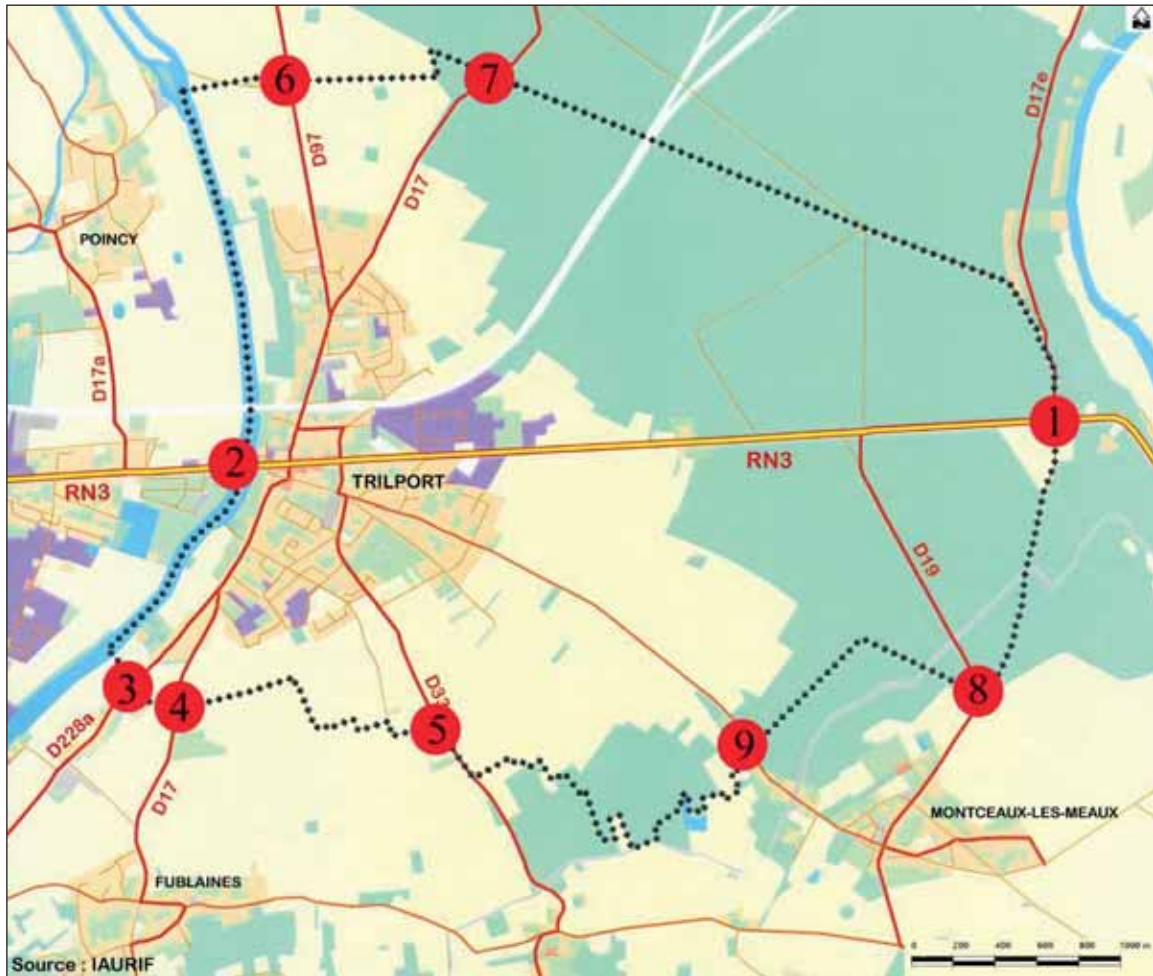 6
7
D17e
D97
D17
POINCY
D17a
1
2
RN3
RN3
TRILPORT
D19
3
4
D33
5
8
9
D228a
D17
MONTCEAUX-LES-MEAUX
FUBLAINES
0 200 400 600 800 1000 m
Source : IAURIF